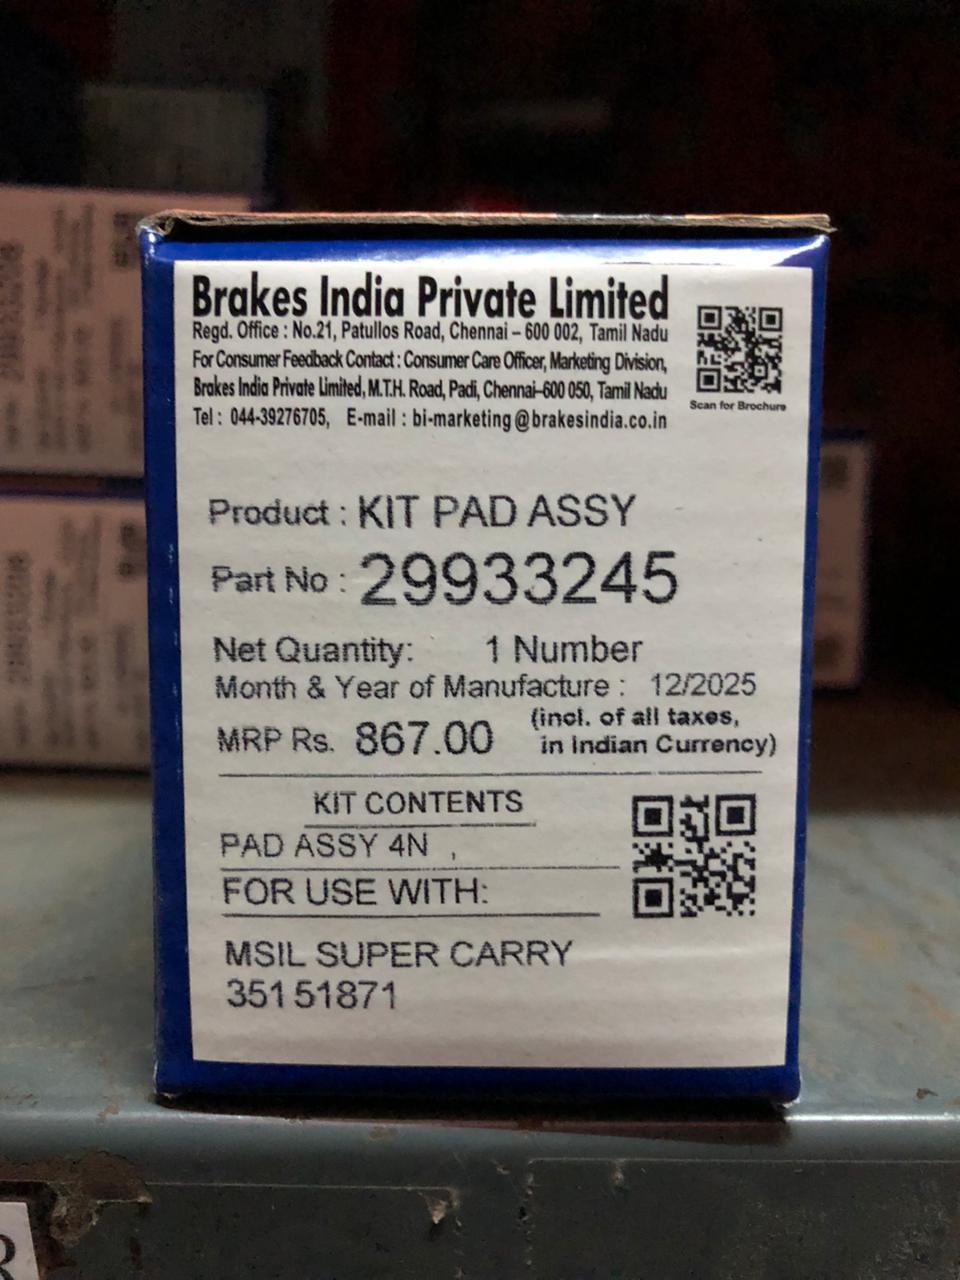 Brakes India Private Limited
Regd. Office : No.21, Patullos Road, Chennai – 600 002, Tamil Nadu
For Consumer Feedback Contact : Consumer Care Officer, Marketing Division,
Brakes India Private Limited, M.T.H. Road, Padi, Chennai–600 050, Tamil Nadu
Tel : 044-39276705, E-mail : bi-marketing@brakesindia.co.in
Scan for Brochure
Product : KIT PAD ASSY
Part No : 29933245
Net Quantity: 1 Number
Month & Year of Manufacture : 12/2025
MRP Rs. 867.00 (incl. of all taxes,
in Indian Currency)
KIT CONTENTS
PAD ASSY 4N ,
FOR USE WITH:
MSIL SUPER CARRY
35151871